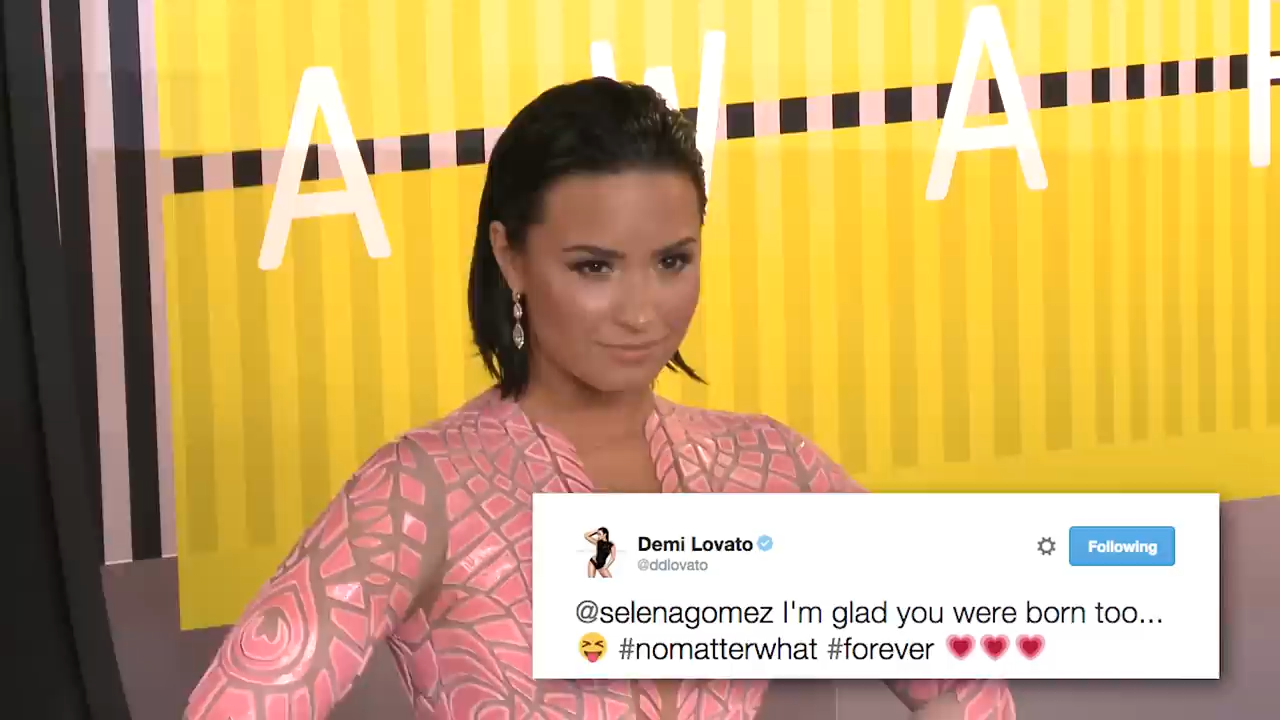 A W A
Demi Lovato
@ddlovato
Following
@selenagomez I'm glad you were born too...
😝 #nomatterwhat #forever 💗💗💗